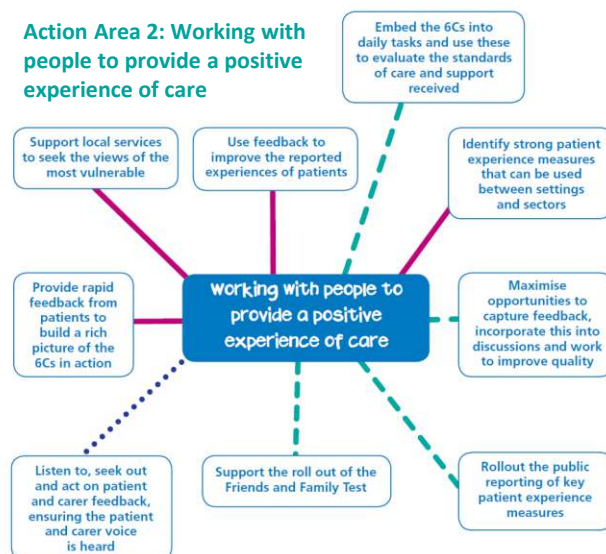 Action Area 2: Working with
people to provide a positive
experience of care
Embed the 6Cs into
daily tasks and use these
to evaluate the standards
of care and support
received
Support local services
to seek the views of the
most vulnerable
Use feedback to
improve the reported
experiences of patients
Identify strong patient
experience measures
that can be used
between settings
and sectors
Provide rapid
feedback from
patients to
build a rich
picture of the
6Cs in action
Working with people to
provide a positive
experience of care
Maximise
opportunities to
capture feedback,
incorporate this into
discussions and work
to improve quality
Listen to, seek out
and act on patient
and carer feedback,
ensuring the patient
and carer voice
is heard
Support the roll out of the
Friends and Family Test
Rollout the public
reporting of key
patient experience
measures